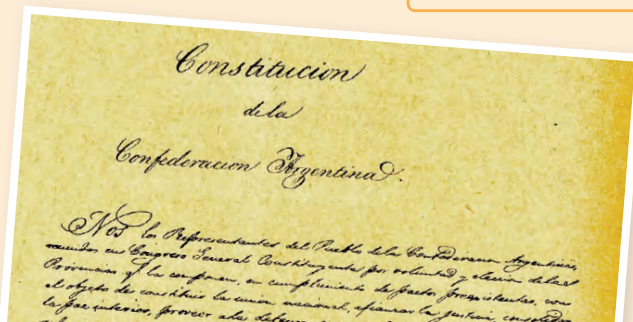 Constitucion
de la
Confederacion Argentina.
Nos los Representantes del Pueblo de la Confederacion Argentina,
reunidos en Congreso General Constituyente por voluntad y eleccion de las
Provincias que la componen, en cumplimiento de pactos preexistentes, con
el objeto de constituir la union nacional, afianzar la justicia, consolidar
la paz interior, proveer a la defensa